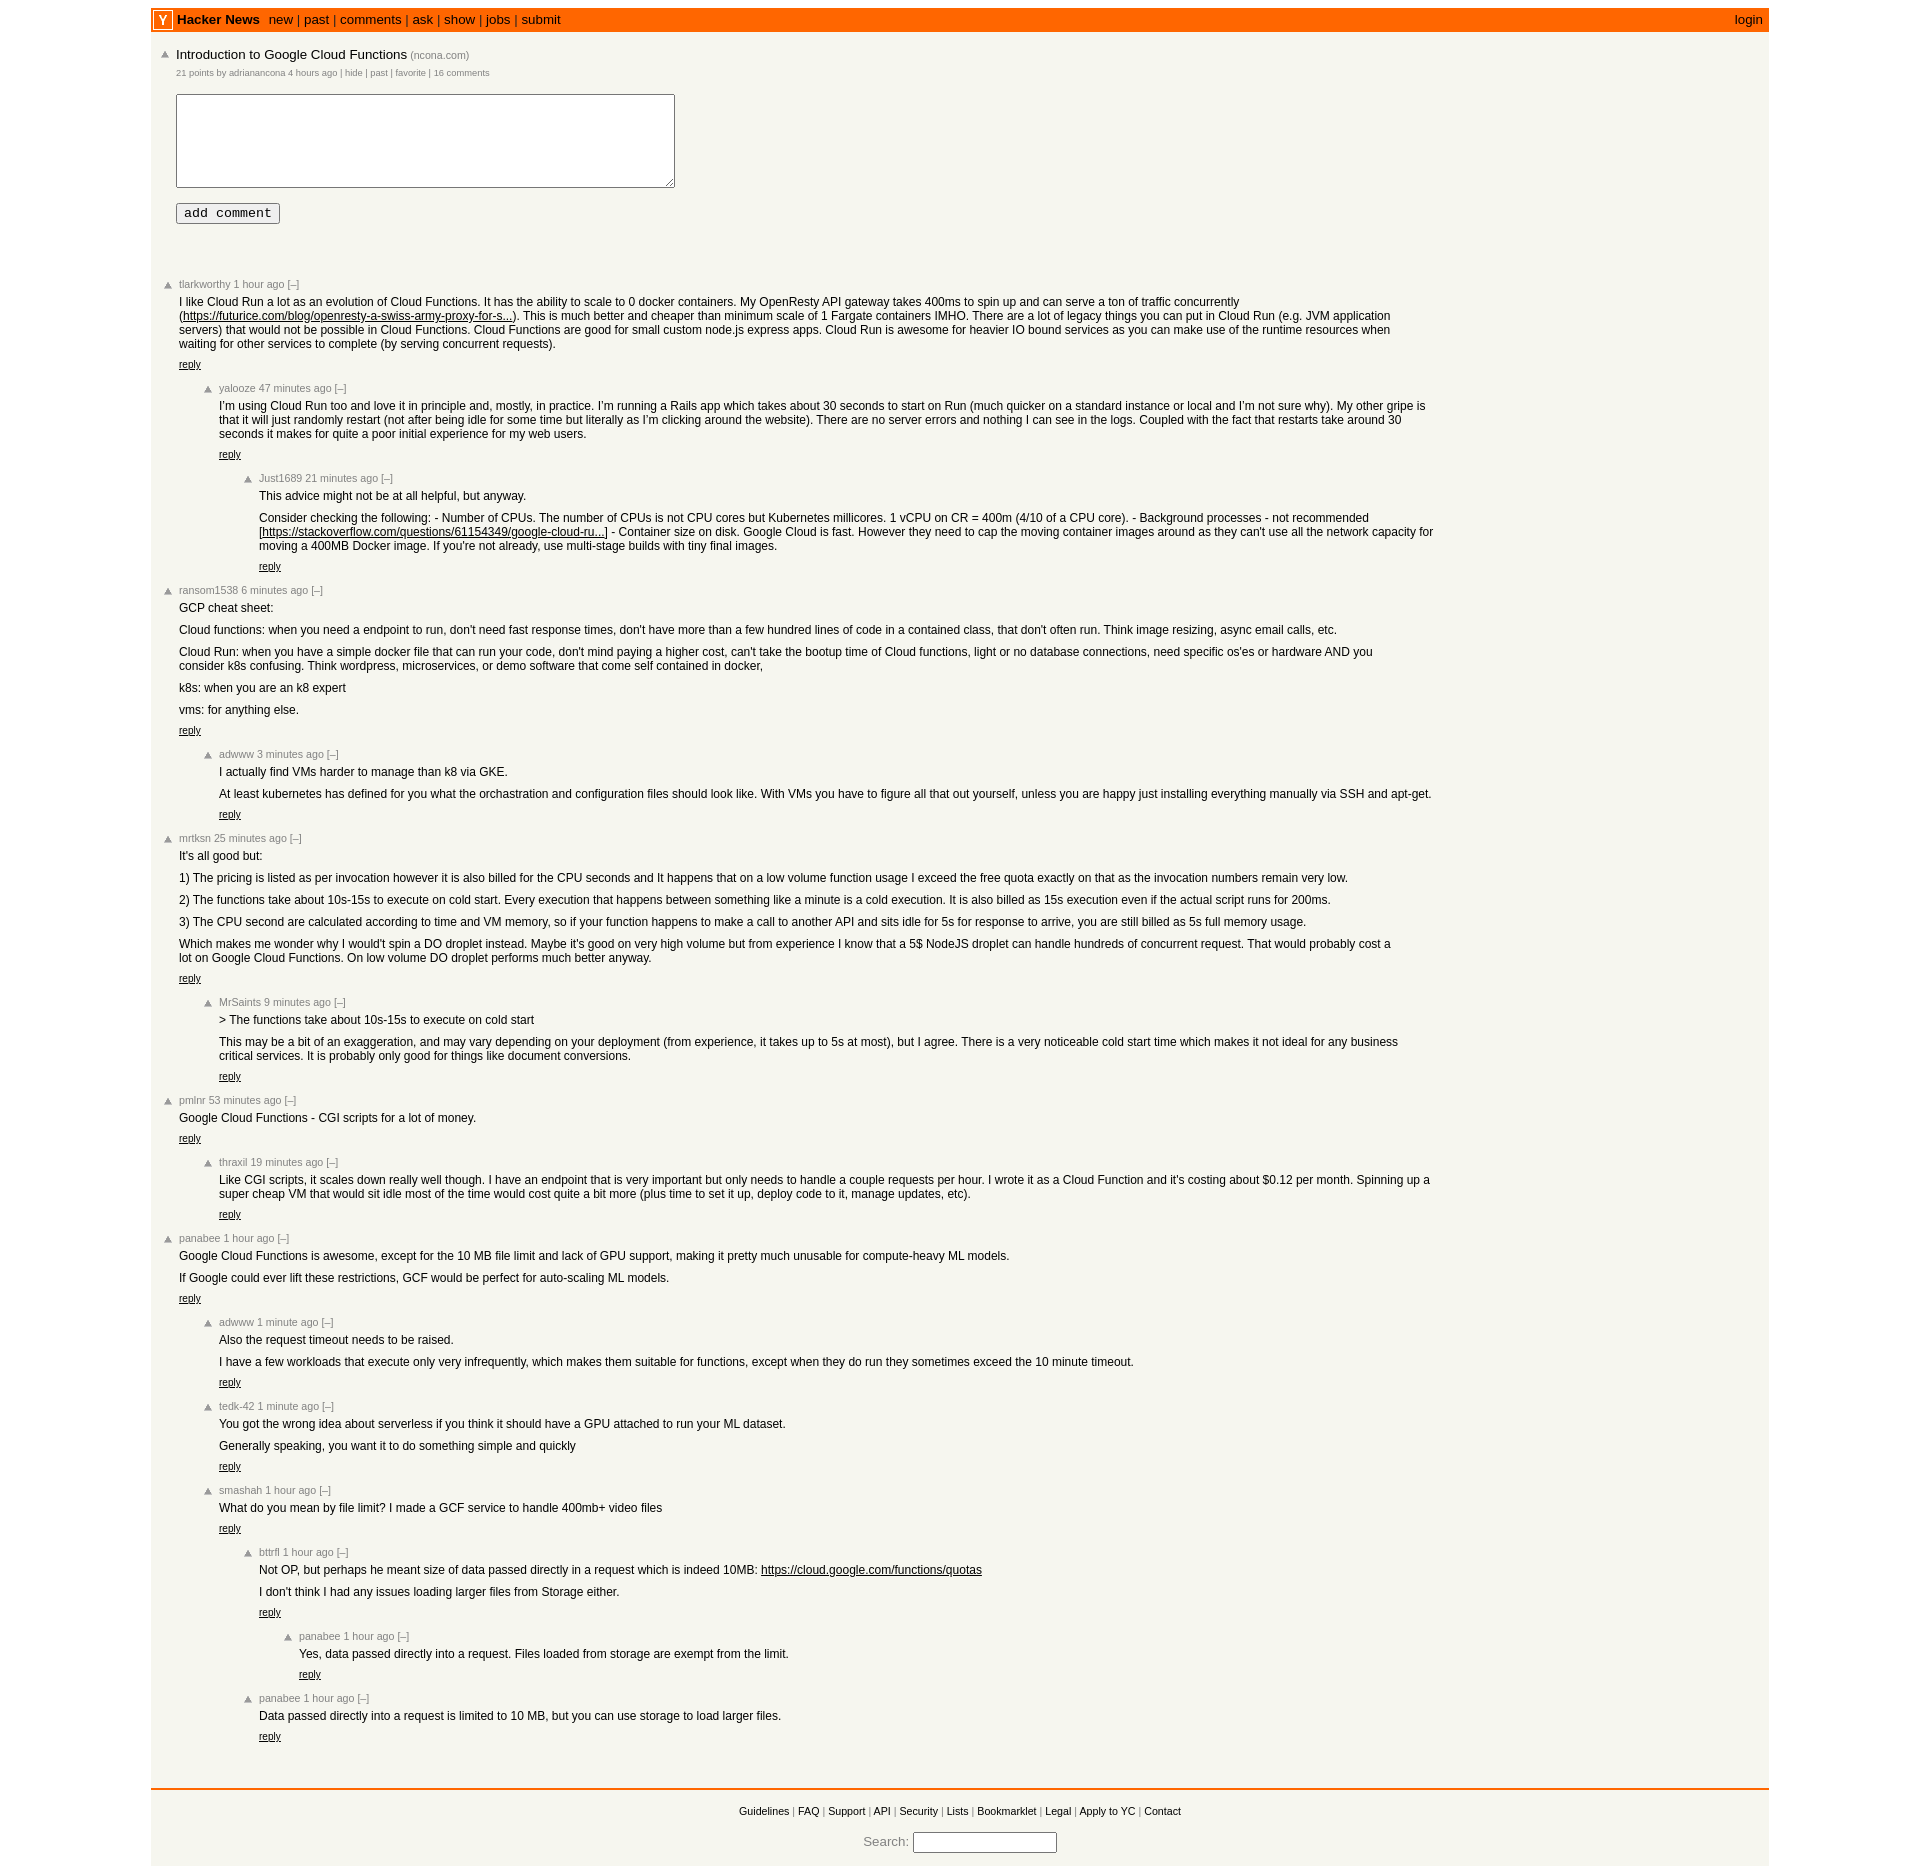 Y Hacker News new | past | comments | ask | show | jobs | submit login
Introduction to Google Cloud Functions (ncona.com)
21 points by adrianancona 4 hours ago | hide | past | favorite | 16 comments
add comment
tlarkworthy 1 hour ago [–]
I like Cloud Run a lot as an evolution of Cloud Functions. It has the ability to scale to 0 docker containers. My OpenResty API gateway takes 400ms to spin up and can serve a ton of traffic concurrently
(https://futurice.com/blog/openresty-a-swiss-army-proxy-for-s...). This is much better and cheaper than minimum scale of 1 Fargate containers IMHO. There are a lot of legacy things you can put in Cloud Run (e.g. JVM application
servers) that would not be possible in Cloud Functions. Cloud Functions are good for small custom node.js express apps. Cloud Run is awesome for heavier IO bound services as you can make use of the runtime resources when
waiting for other services to complete (by serving concurrent requests).
reply
yalooze 47 minutes ago [–]
I’m using Cloud Run too and love it in principle and, mostly, in practice. I’m running a Rails app which takes about 30 seconds to start on Run (much quicker on a standard instance or local and I’m not sure why). My other gripe is
that it will just randomly restart (not after being idle for some time but literally as I’m clicking around the website). There are no server errors and nothing I can see in the logs. Coupled with the fact that restarts take around 30
seconds it makes for quite a poor initial experience for my web users.
reply
Just1689 21 minutes ago [–]
This advice might not be at all helpful, but anyway.
Consider checking the following: - Number of CPUs. The number of CPUs is not CPU cores but Kubernetes millicores. 1 vCPU on CR = 400m (4/10 of a CPU core). - Background processes - not recommended
[https://stackoverflow.com/questions/61154349/google-cloud-ru...] - Container size on disk. Google Cloud is fast. However they need to cap the moving container images around as they can't use all the network capacity for
moving a 400MB Docker image. If you're not already, use multi-stage builds with tiny final images.
reply
ransom1538 6 minutes ago [–]
GCP cheat sheet:
Cloud functions: when you need a endpoint to run, don't need fast response times, don't have more than a few hundred lines of code in a contained class, that don't often run. Think image resizing, async email calls, etc.
Cloud Run: when you have a simple docker file that can run your code, don't mind paying a higher cost, can't take the bootup time of Cloud functions, light or no database connections, need specific os'es or hardware AND you
consider k8s confusing. Think wordpress, microservices, or demo software that come self contained in docker,
k8s: when you are an k8 expert
vms: for anything else.
reply
adwww 3 minutes ago [–]
I actually find VMs harder to manage than k8 via GKE.
At least kubernetes has defined for you what the orchastration and configuration files should look like. With VMs you have to figure all that out yourself, unless you are happy just installing everything manually via SSH and apt-get.
reply
mrtksn 25 minutes ago [–]
It's all good but:
1) The pricing is listed as per invocation however it is also billed for the CPU seconds and It happens that on a low volume function usage I exceed the free quota exactly on that as the invocation numbers remain very low.
2) The functions take about 10s-15s to execute on cold start. Every execution that happens between something like a minute is a cold execution. It is also billed as 15s execution even if the actual script runs for 200ms.
3) The CPU second are calculated according to time and VM memory, so if your function happens to make a call to another API and sits idle for 5s for response to arrive, you are still billed as 5s full memory usage.
Which makes me wonder why I would't spin a DO droplet instead. Maybe it's good on very high volume but from experience I know that a 5$ NodeJS droplet can handle hundreds of concurrent request. That would probably cost a
lot on Google Cloud Functions. On low volume DO droplet performs much better anyway.
reply
MrSaints 9 minutes ago [–]
> The functions take about 10s-15s to execute on cold start
This may be a bit of an exaggeration, and may vary depending on your deployment (from experience, it takes up to 5s at most), but I agree. There is a very noticeable cold start time which makes it not ideal for any business
critical services. It is probably only good for things like document conversions.
reply
pmlnr 53 minutes ago [–]
Google Cloud Functions - CGI scripts for a lot of money.
reply
thraxil 19 minutes ago [–]
Like CGI scripts, it scales down really well though. I have an endpoint that is very important but only needs to handle a couple requests per hour. I wrote it as a Cloud Function and it's costing about $0.12 per month. Spinning up a
super cheap VM that would sit idle most of the time would cost quite a bit more (plus time to set it up, deploy code to it, manage updates, etc).
reply
panabee 1 hour ago [–]
Google Cloud Functions is awesome, except for the 10 MB file limit and lack of GPU support, making it pretty much unusable for compute-heavy ML models.
If Google could ever lift these restrictions, GCF would be perfect for auto-scaling ML models.
reply
adwww 1 minute ago [–]
Also the request timeout needs to be raised.
I have a few workloads that execute only very infrequently, which makes them suitable for functions, except when they do run they sometimes exceed the 10 minute timeout.
reply
tedk-42 1 minute ago [–]
You got the wrong idea about serverless if you think it should have a GPU attached to run your ML dataset.
Generally speaking, you want it to do something simple and quickly
reply
smashah 1 hour ago [–]
What do you mean by file limit? I made a GCF service to handle 400mb+ video files
reply
bttrfl 1 hour ago [–]
Not OP, but perhaps he meant size of data passed directly in a request which is indeed 10MB: https://cloud.google.com/functions/quotas
I don't think I had any issues loading larger files from Storage either.
reply
panabee 1 hour ago [–]
Yes, data passed directly into a request. Files loaded from storage are exempt from the limit.
reply
panabee 1 hour ago [–]
Data passed directly into a request is limited to 10 MB, but you can use storage to load larger files.
reply
Guidelines | FAQ | Support | API | Security | Lists | Bookmarklet | Legal | Apply to YC | Contact
Search: